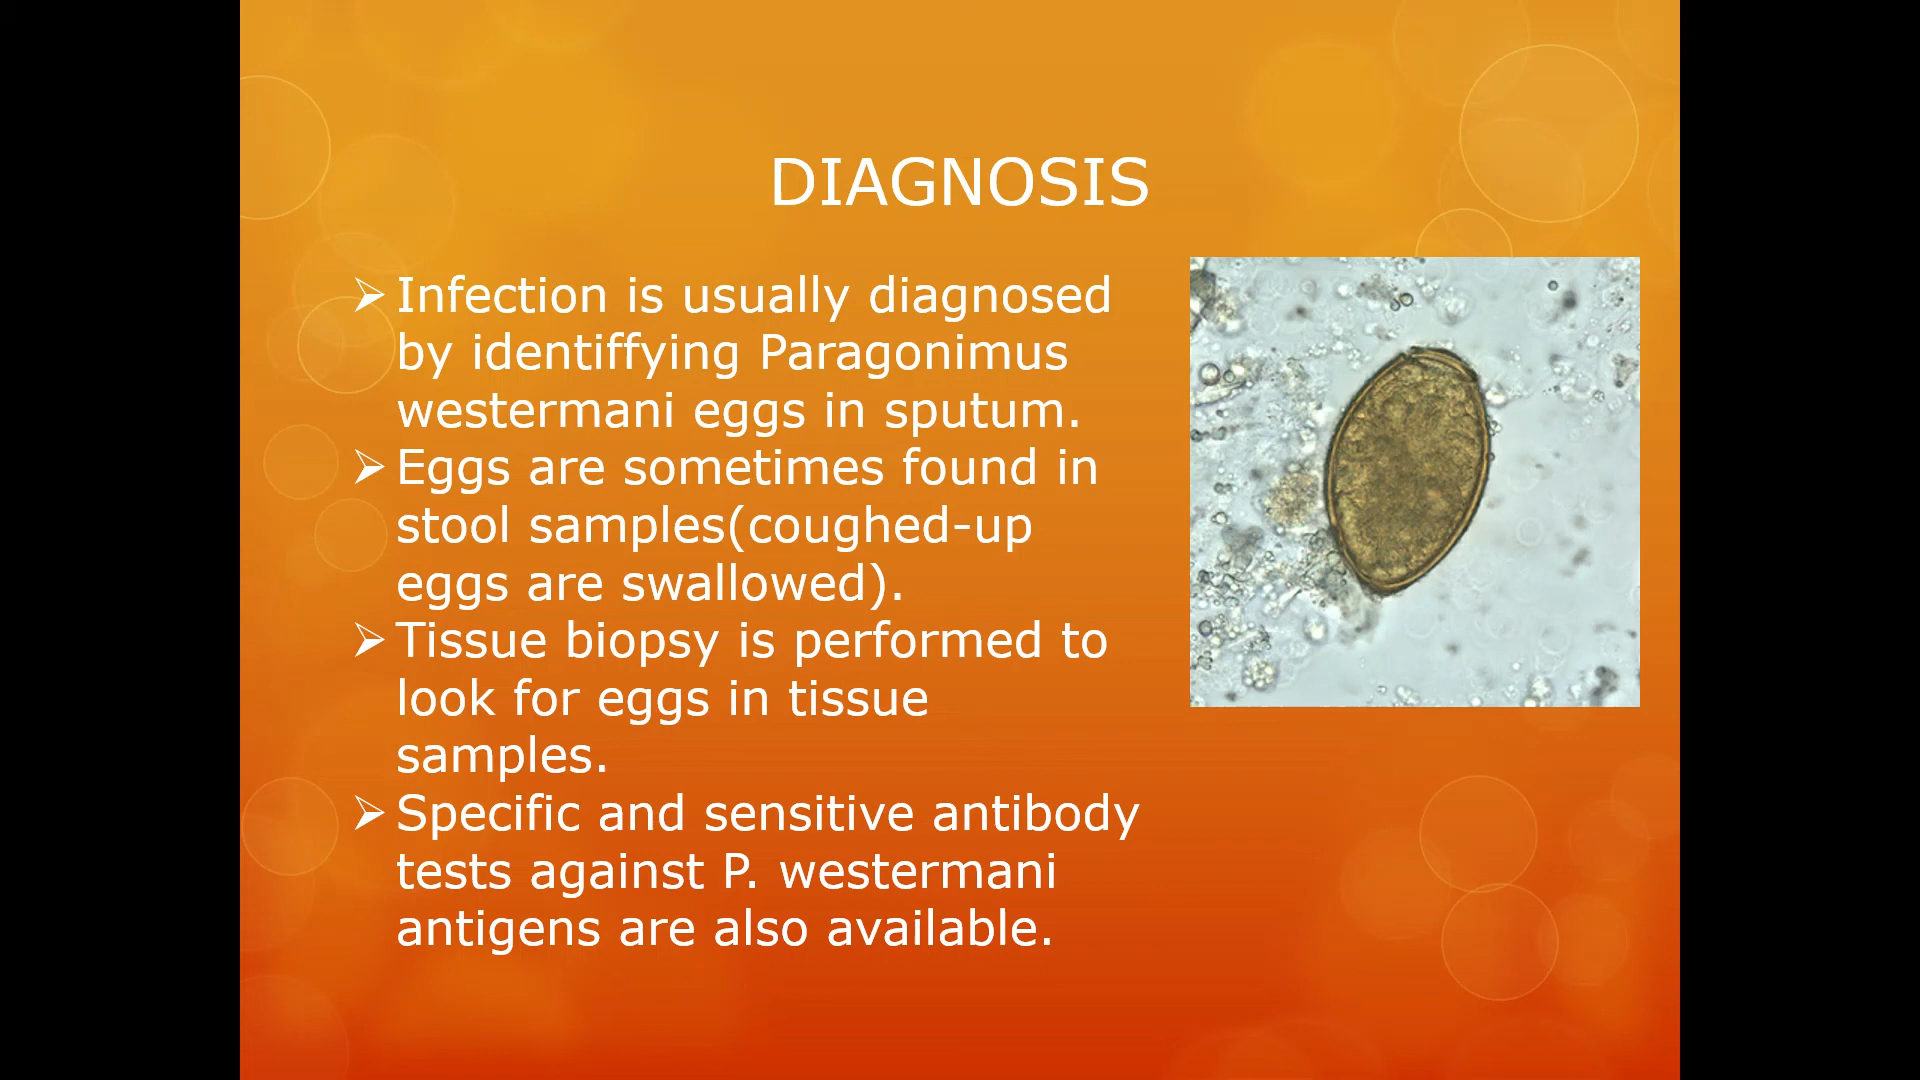 DIAGNOSIS
➢Infection is usually diagnosed
by identiffying Paragonimus
westermani eggs in sputum.
➢Eggs are sometimes found in
stool samples(coughed-up
eggs are swallowed).
➢Tissue biopsy is performed to
look for eggs in tissue
samples.
➢Specific and sensitive antibody
tests against P. westermani
antigens are also available.